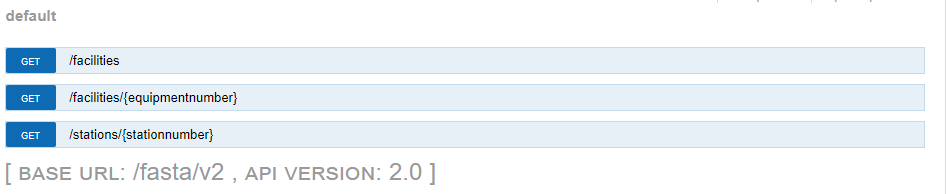 default
GET /facilities
GET /facilities/{equipmentnumber}
GET /stations/{stationnumber}
[ BASE URL: /fasta/v2 , API VERSION: 2.0 ]